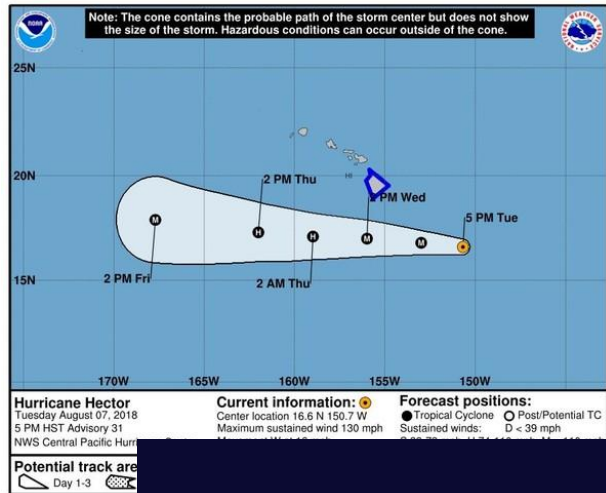 Note: The cone contains the probable path of the storm center but does not show
the size of the storm. Hazardous conditions can occur outside of the cone.
NOAA
25N
20N
15N
2 PM Thu
HI
2 PM Wed
5 PM Tue
M
H
H
M
M
2 PM Fri
2 AM Thu
170W
165W
160W
155W
150W
Hurricane Hector
Tuesday August 07, 2018
5 PM HST Advisory 31
NWS Central Pacific
Current information:
Center location 16.6 N 150.7 W
Maximum sustained wind 130 mph
Forecast positions:
Tropical Cyclone Post/Potential TC
Sustained winds: D < 39 mph
Potential track
Day 1-3